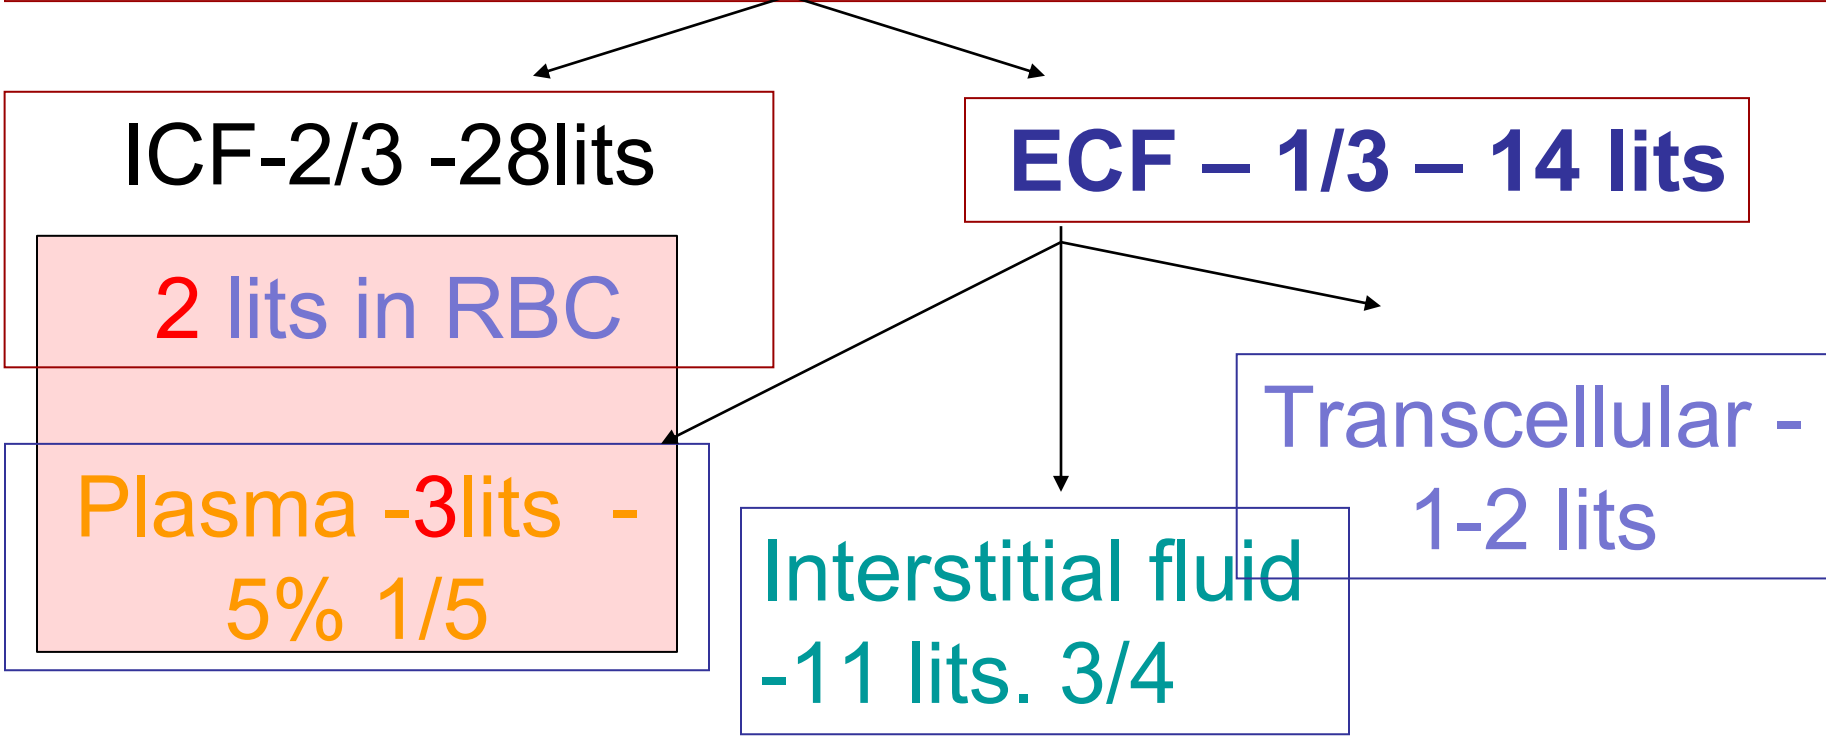 ICF-2/3 -28lits
ECF – 1/3 – 14 lits
2 lits in RBC
Plasma -3lits -
5% 1/5
Interstitial fluid
-11 lits. 3/4
Transcellular -
1-2 lits